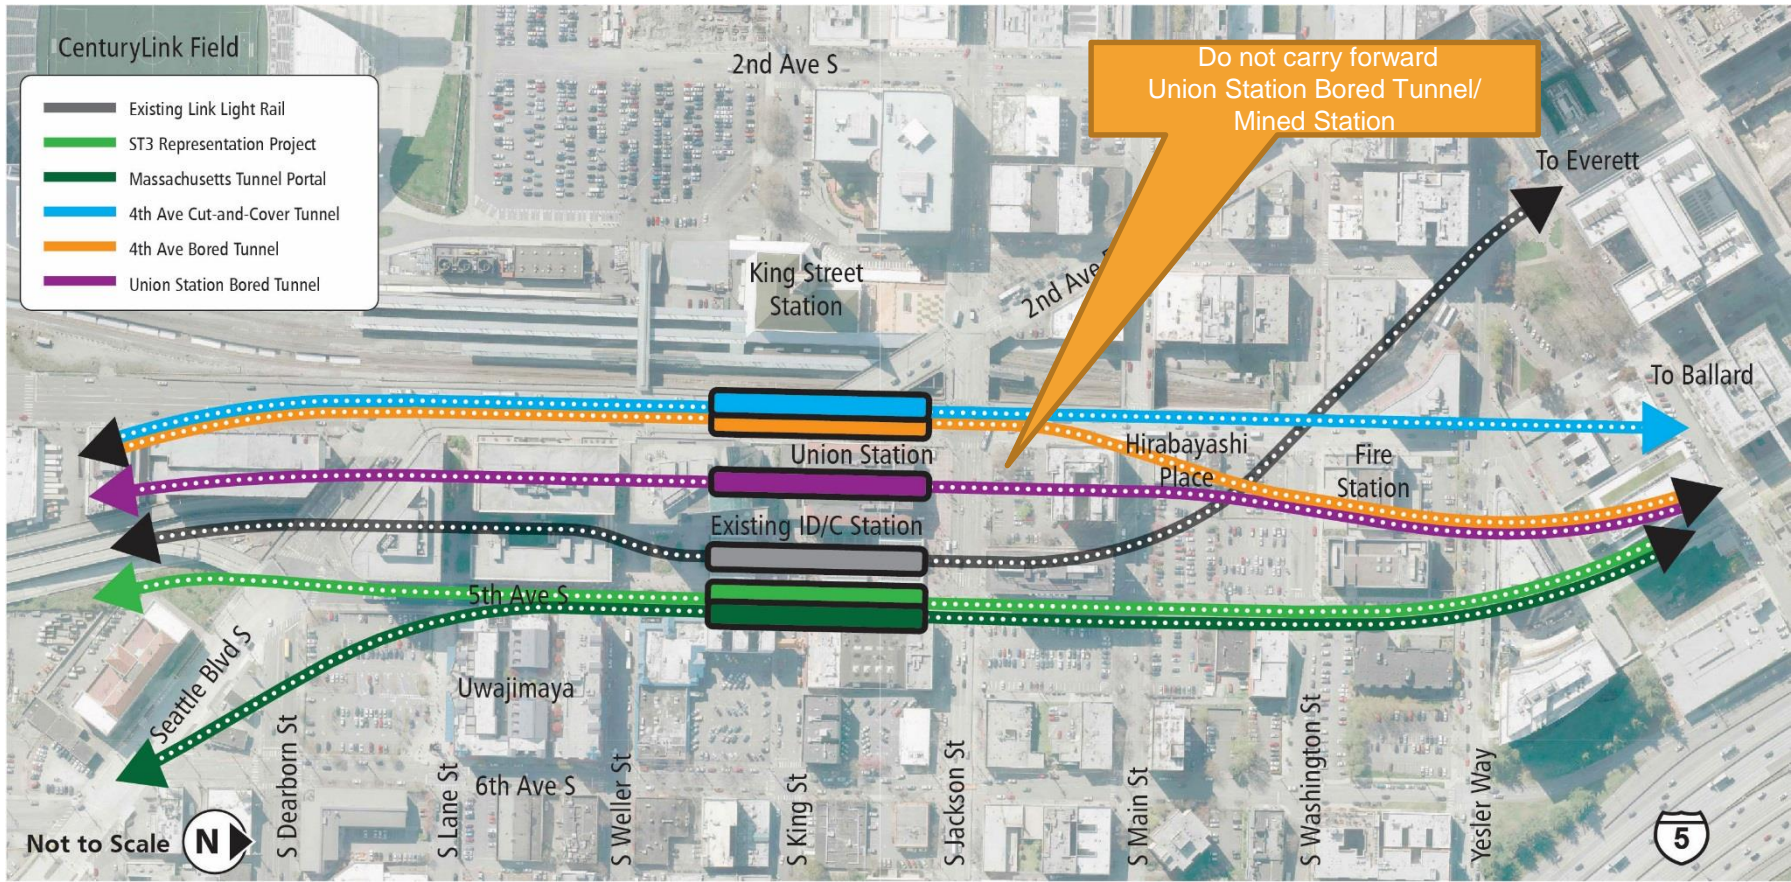 CenturyLink Field
Existing Link Light Rail
ST3 Representation Project
Massachusetts Tunnel Portal
4th Ave Cut-and-Cover Tunnel
4th Ave Bored Tunnel
Union Station Bored Tunnel
2nd Ave S
Do not carry forward
Union Station Bored Tunnel/
Mined Station
To Everett
King Street
Station
2nd Ave
To Ballard
Union Station
Hirabayashi
Place
Fire
Station
Existing ID/C Station
5th Ave S
Seattle Blvd S
Uwajimaya
6th Ave S
S Dearborn St
S Lane St
S Weller St
S King St
S Jackson St
S Main St
S Washington St
Yesler Way
Not to Scale
N
5